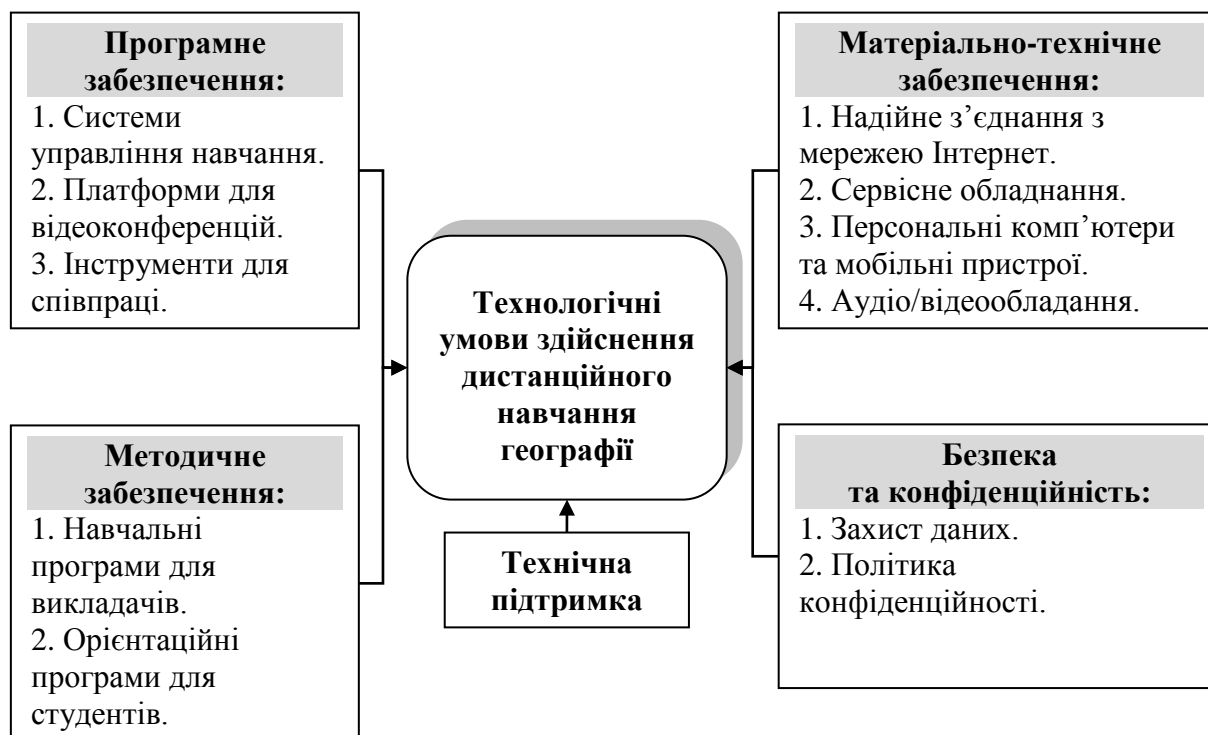 Програмне
забезпечення:
1. Системи
управління навчання.
2. Платформи для
відеоконференцій.
3. Інструменти для
співпраці.
Матеріально-технічне
забезпечення:
1. Надійне з’єднання з
мережею Інтернет.
2. Сервісне обладнання.
3. Персональні комп’ютери
та мобільні пристрої.
4. Аудіо/відеообладання.
Технологічні
умови здійснення
дистанційного
навчання
географії
Методичне
забезпечення:
1. Навчальні
програми для
викладачів.
2. Орієнтаційні
програми для
студентів.
Технічна
підтримка
Безпека
та конфіденційність:
1. Захист даних.
2. Політика
конфіденційності.